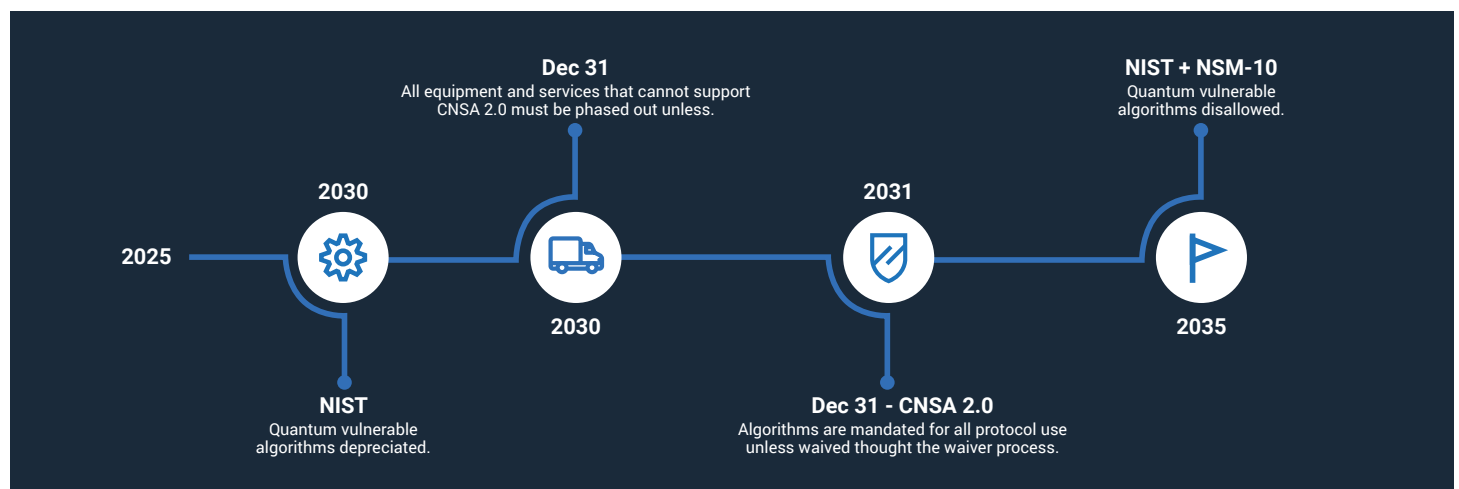 2025
2030
NIST
Quantum vulnerable
algorithms depreciated.
Dec 31
All equipment and services that cannot support
CNSA 2.0 must be phased out unless.
2030
2031
Dec 31 - CNSA 2.0
Algorithms are mandated for all protocol use
unless waived thought the waiver process.
NIST + NSM-10
Quantum vulnerable
algorithms disallowed.
2035